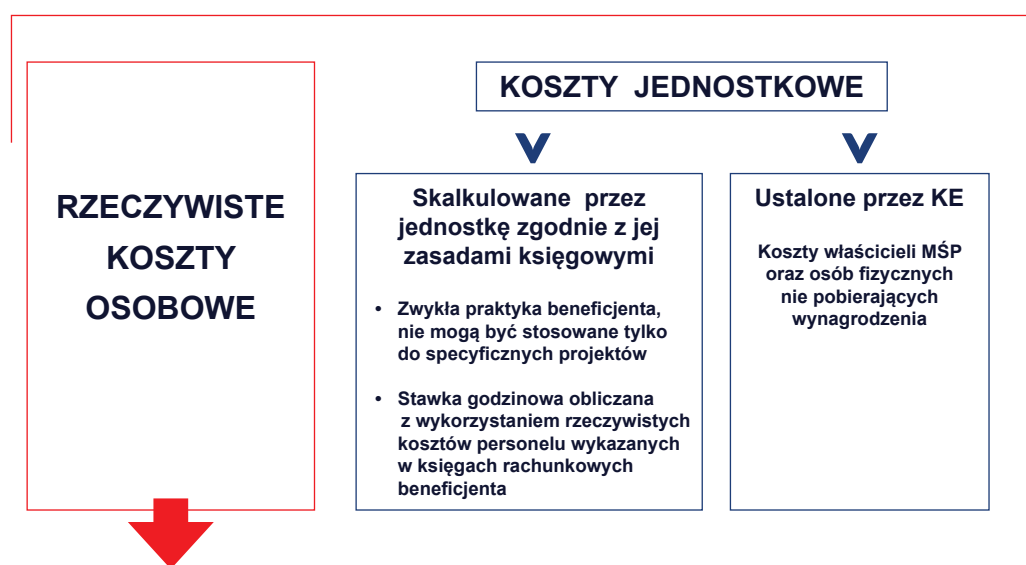 RZECZYWISTE
KOSZTY
OSOBOWE
KOSZTY JEDNOSTKOWE
Skalkulowane przez
jednostkę zgodnie z jej
zasadami księgowymi
• Zwykła praktyka beneficjenta,
nie mogą być stosowane tylko
do specyficznych projektów
• Stawka godzinowa obliczana
z wykorzystaniem rzeczywistych
kosztów personelu wykazanych
w księgach rachunkowych
beneficjenta
Ustalone przez KE
Koszty właścicieli MŚP
oraz osób fizycznych
nie pobierających
wynagrodzenia